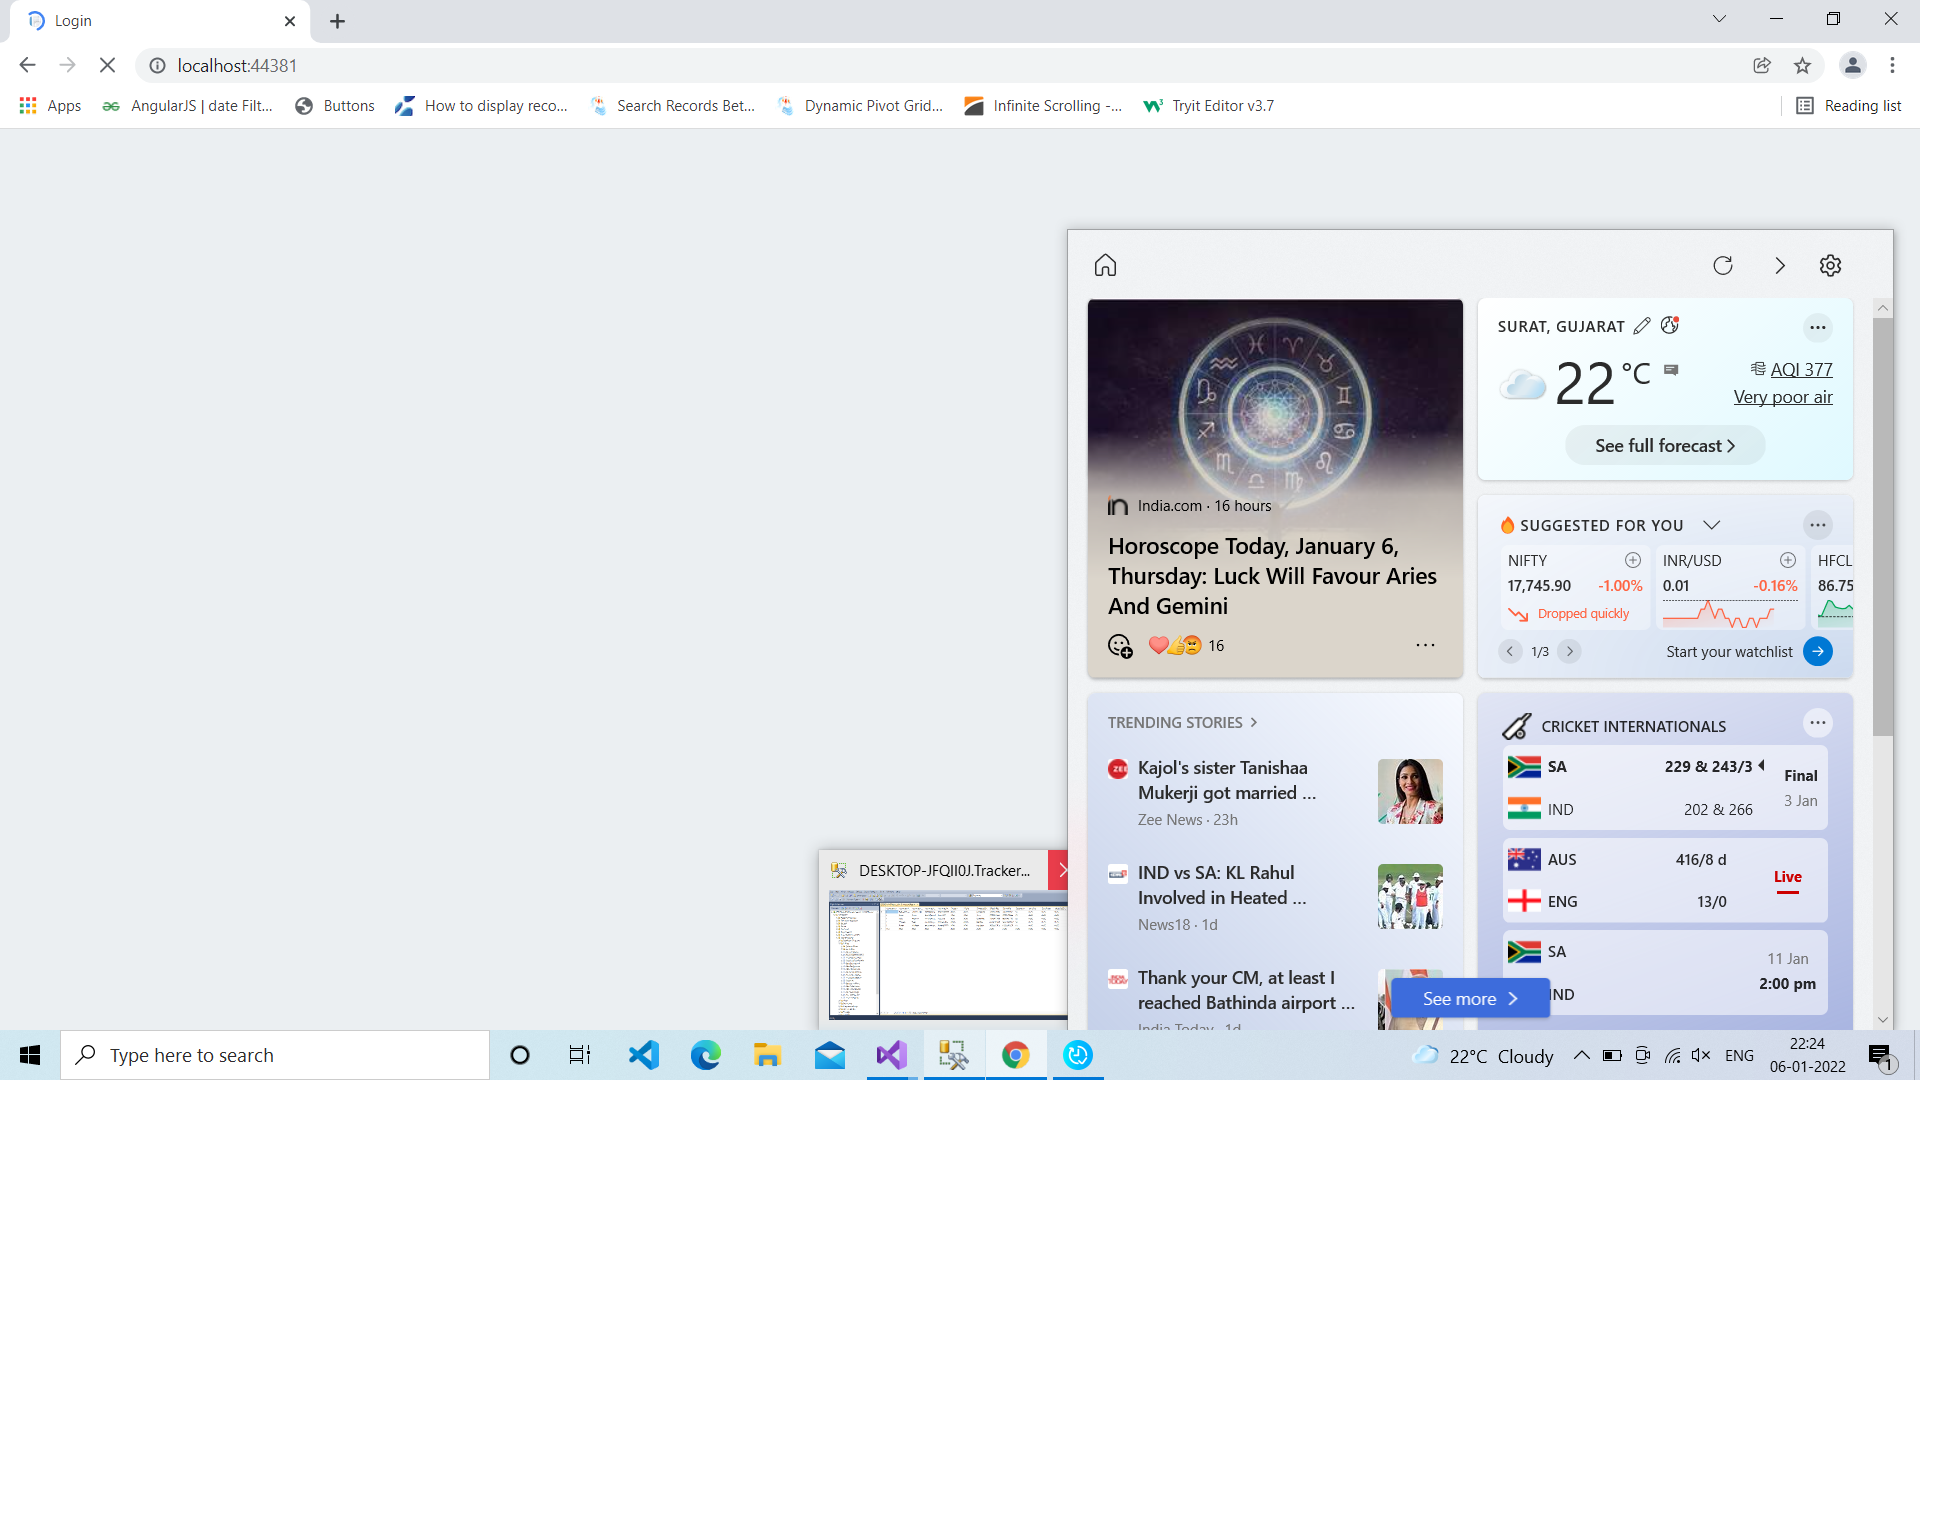 Login
localhost:44381
Apps
AngularJS | date Filt...
Buttons
How to display reco...
Search Records Bet...
Dynamic Pivot Grid...
Infinite Scrolling -...
Tryit Editor v3.7
Reading list
India.com · 16 hours
Horoscope Today, January 6,
Thursday: Luck Will Favour Aries
And Gemini
16
SURAT, GUJARAT
22 °C
AQI 377
Very poor air
See full forecast
SUGGESTED FOR YOU
NIFTY
17,745.90 -1.00%
Dropped quickly
INR/USD
0.01 -0.16%
HFCL
86.75
1/3
Start your watchlist
TRENDING STORIES
Kajol's sister Tanishaa
Mukerji got married ...
Zee News · 23h
IND vs SA: KL Rahul
Involved in Heated ...
News18 · 1d
Thank your CM, at least I
reached Bathinda airport ...
India Today · 1d
See more
CRICKET INTERNATIONALS
SA 229 & 243/3
IND 202 & 266
Final
3 Jan
AUS 416/8 d
ENG 13/0
Live
SA
IND
11 Jan
2:00 pm
DESKTOP-JFQII0J.Tracker...
Type here to search
22°C Cloudy
ENG
22:24
06-01-2022
1